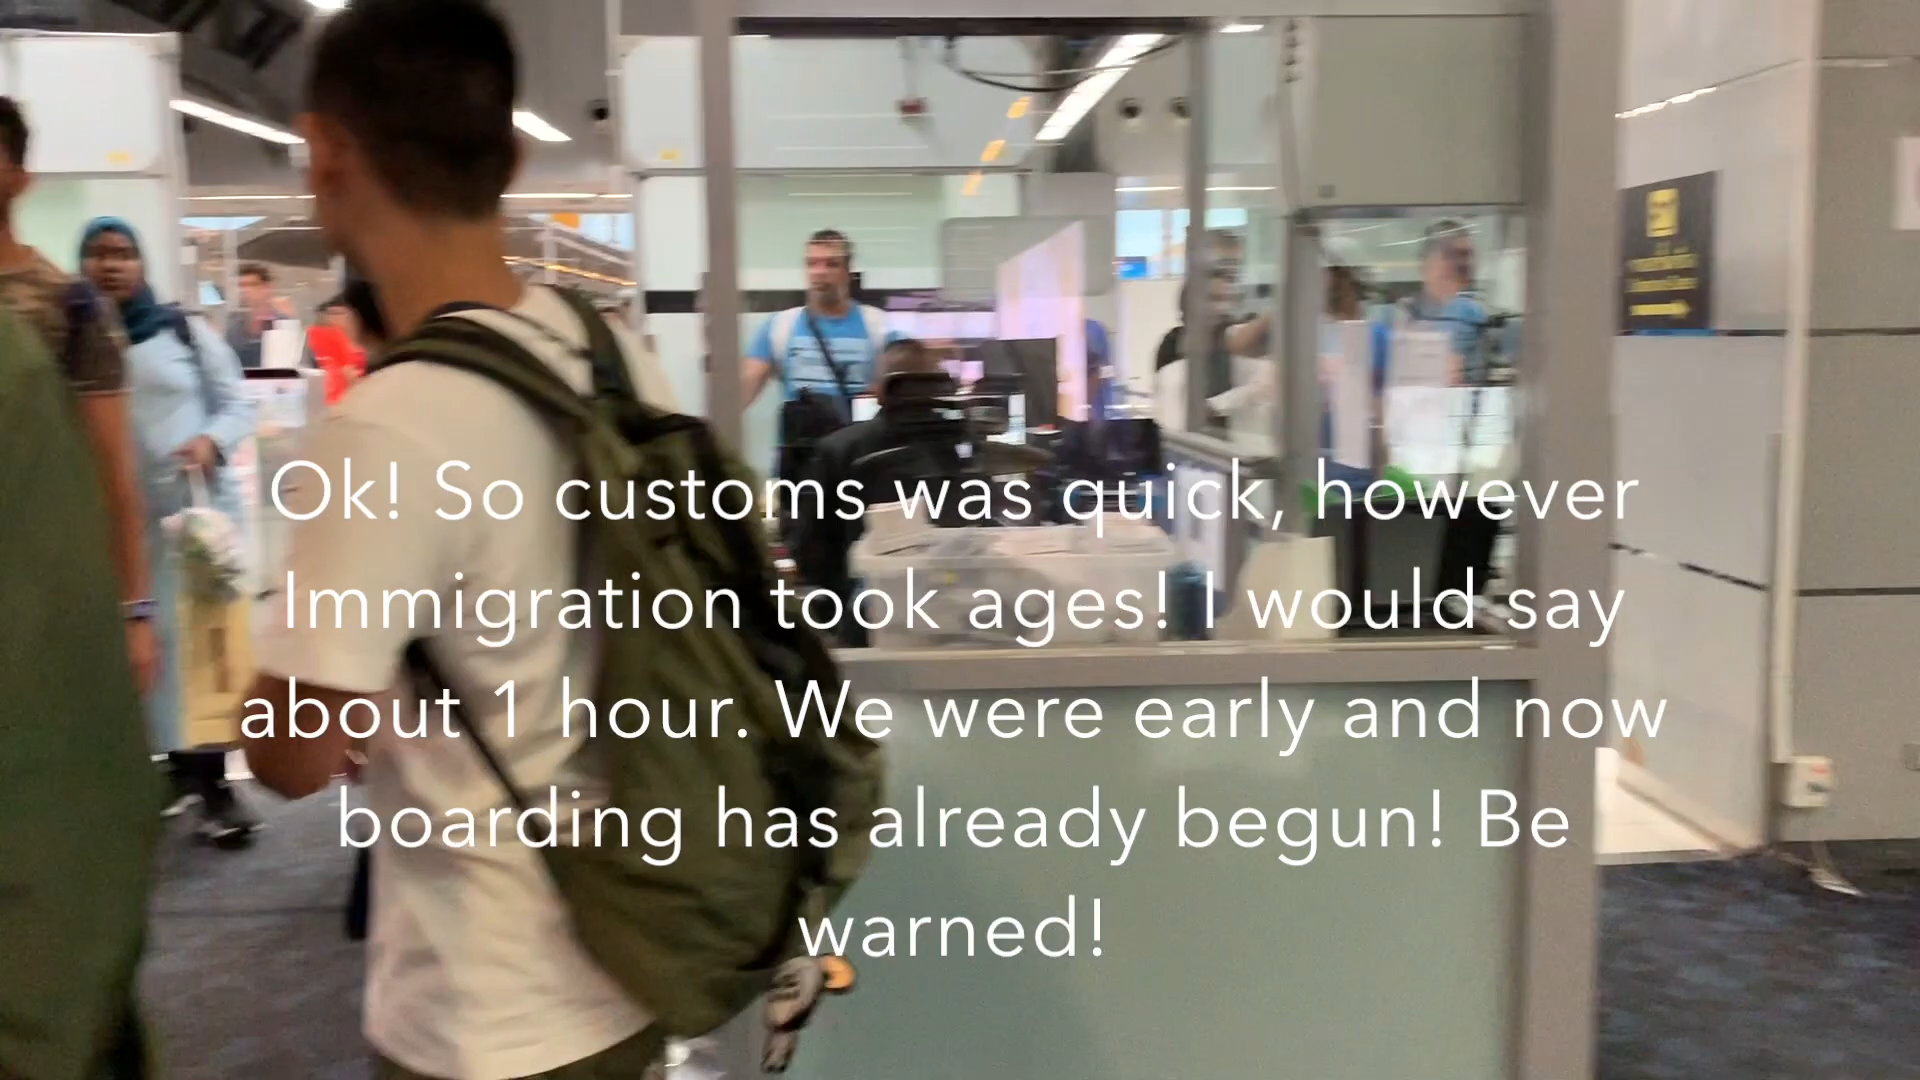 Ok! So customs was quick, however
Immigration took ages! I would say
about 1 hour. We were early and now
boarding has already begun! Be
warned!